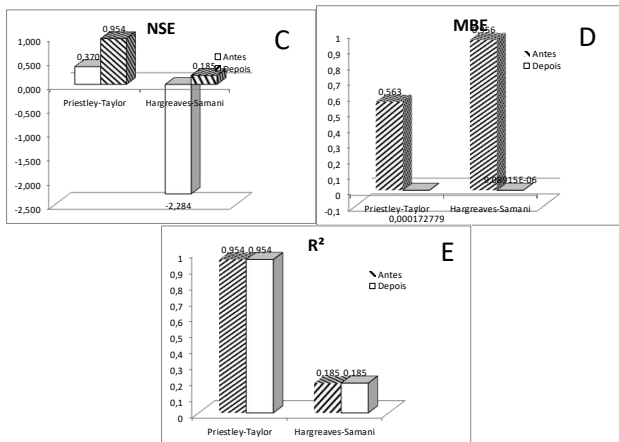 NSE
C
0,954
1,000
0,370
0,185
Antes
Depois
0,500
0,000
Priestley-Taylor
Hargreaves-Samani
-0,500
-1,000
-1,500
-2,000
-2,500
-2,284
MBE
D
1
0,9
0,8
0,7
0,6
0,5
0,4
0,3
0,2
0,1
0
-0,1
0,563
Antes
Depois
Priestley-Taylor
Hargreaves-Samani
0,000172779
R²
E
0,954 0,954
1
0,9
0,8
0,7
0,6
0,5
0,4
0,3
0,2
0,1
0
0,185 0,185
Antes
Depois
Priestley-Taylor Hargreaves-Samani